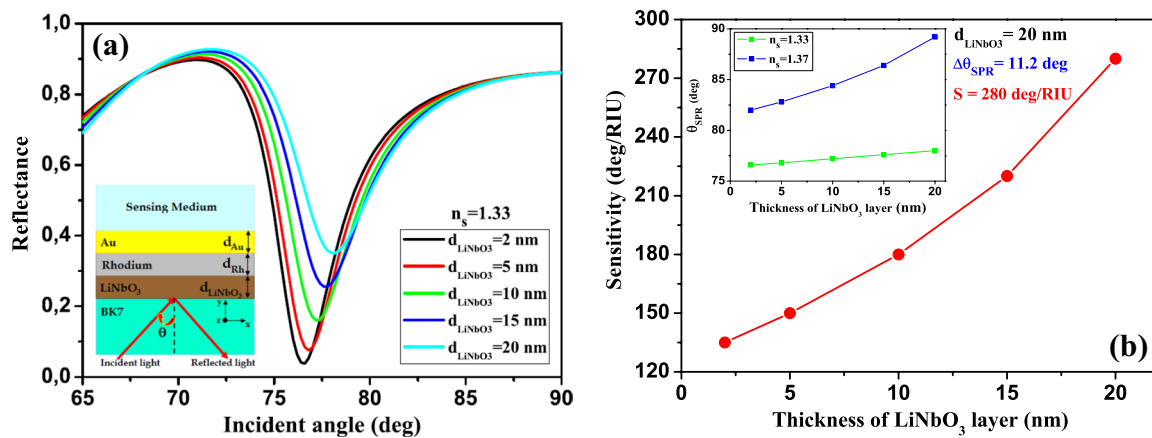 (a)
Reflectance
1,0
0,8
0,6
0,4
0,2
0,0
65
70
75
80
85
90
Incident angle (deg)
Sensing Medium
Au
d_Au
Rhodium
d_Rh
LiNbO₃
d_LiNbO₃
BK7
y
z
x
θ
Incident light
Reflected light
n_s=1.33
d_LiNbO3=2 nm
d_LiNbO3=5 nm
d_LiNbO3=10 nm
d_LiNbO3=15 nm
d_LiNbO3=20 nm
Sensitivity (deg/RIU)
300
270
240
210
180
150
130
0
5
10
15
20
Thickness of LiNbO₃ layer (nm)
n_s=1.33
n_s=1.37
θ_SPR (deg)
90
85
75
0
5
10
15
20
Thickness of LiNbO₃ layer (nm)
d_LiNbO3= 20 nm
Δθ_SPR= 11.2 deg
S = 280 deg/RIU
(b)